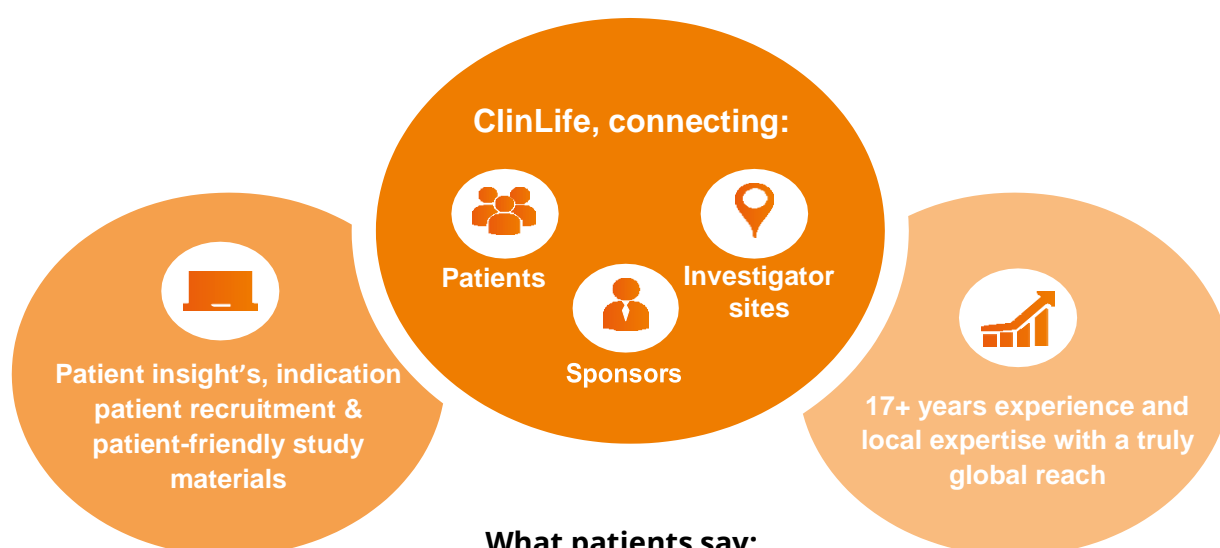 ClinLife, connecting:
Patients
Investigator
sites
Sponsors
Patient insight’s, indication
patient recruitment &
patient-friendly study
materials
17+ years experience and
local expertise with a truly
global reach
What patients say: